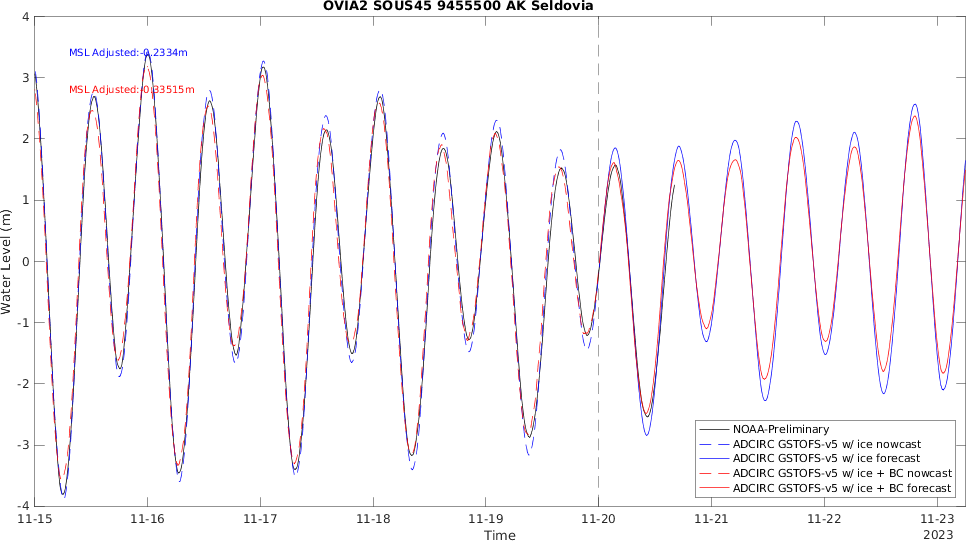 OVIA2 SOUS45 9455500 AK Seldovia
MSL Adjusted:-0.2334m
MSL Adjusted:-0.33515m
Water Level (m)
4
3
2
1
0
-1
-2
-3
-4
11-15
11-16
11-17
11-18
11-19
11-20
11-21
11-22
11-23
Time
2023
NOAA-Preliminary
ADCIRC GSTOFS-v5 w/ ice nowcast
ADCIRC GSTOFS-v5 w/ ice forecast
ADCIRC GSTOFS-v5 w/ ice + BC nowcast
ADCIRC GSTOFS-v5 w/ ice + BC forecast